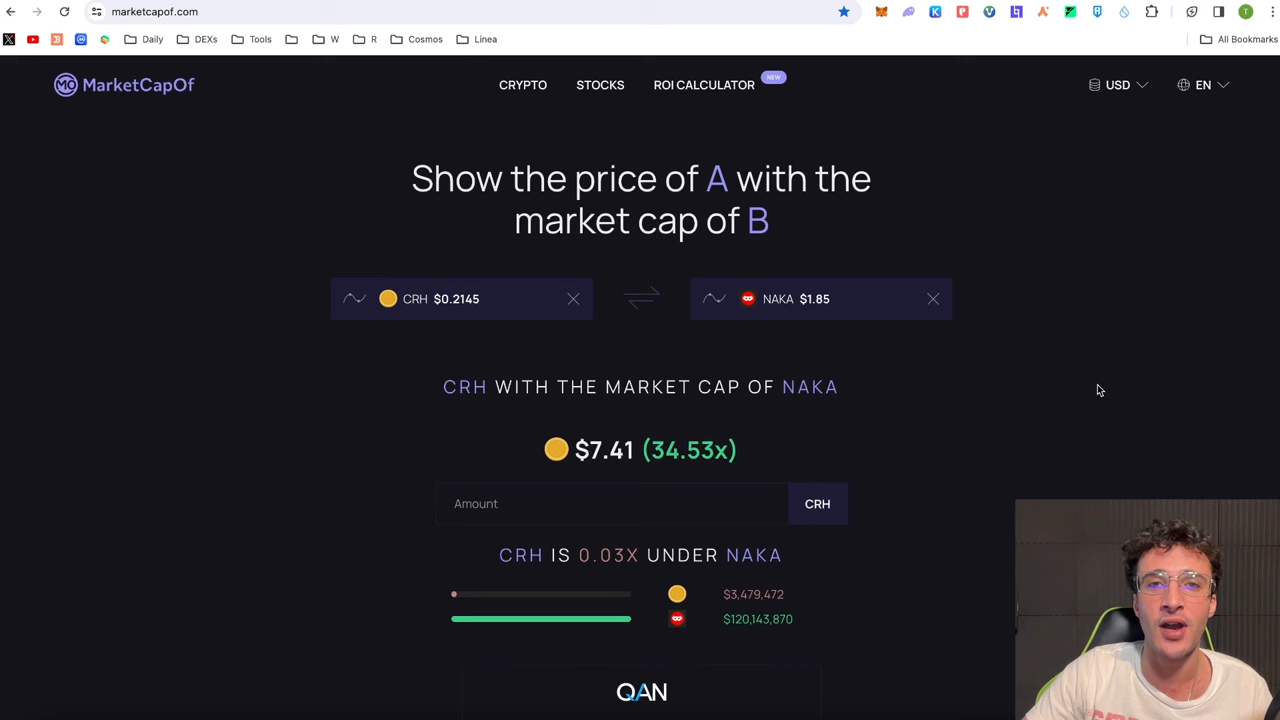 marketcapof.com
Daily
DEXs
Tools
W
R
Cosmos
Linea
All Bookmarks
MarketCapOf
CRYPTO
STOCKS
ROI CALCULATOR
NEW
USD
EN
Show the price of A with the
market cap of B
CRH $0.2145
NAKA $1.85
CRH WITH THE MARKET CAP OF NAKA
$7.41 (34.53x)
Amount
CRH
CRH IS 0.03X UNDER NAKA
$3,479,472
$120,143,870
QAN